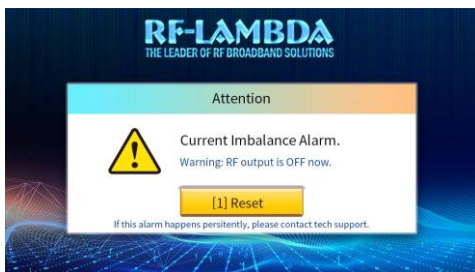 RF-LAMBDA
THE LEADER OF RF BROADBAND SOLUTIONS
Attention
Current Imbalance Alarm.
Warning: RF output is OFF now.
[1] Reset
If this alarm happens persitently, please contact tech support.